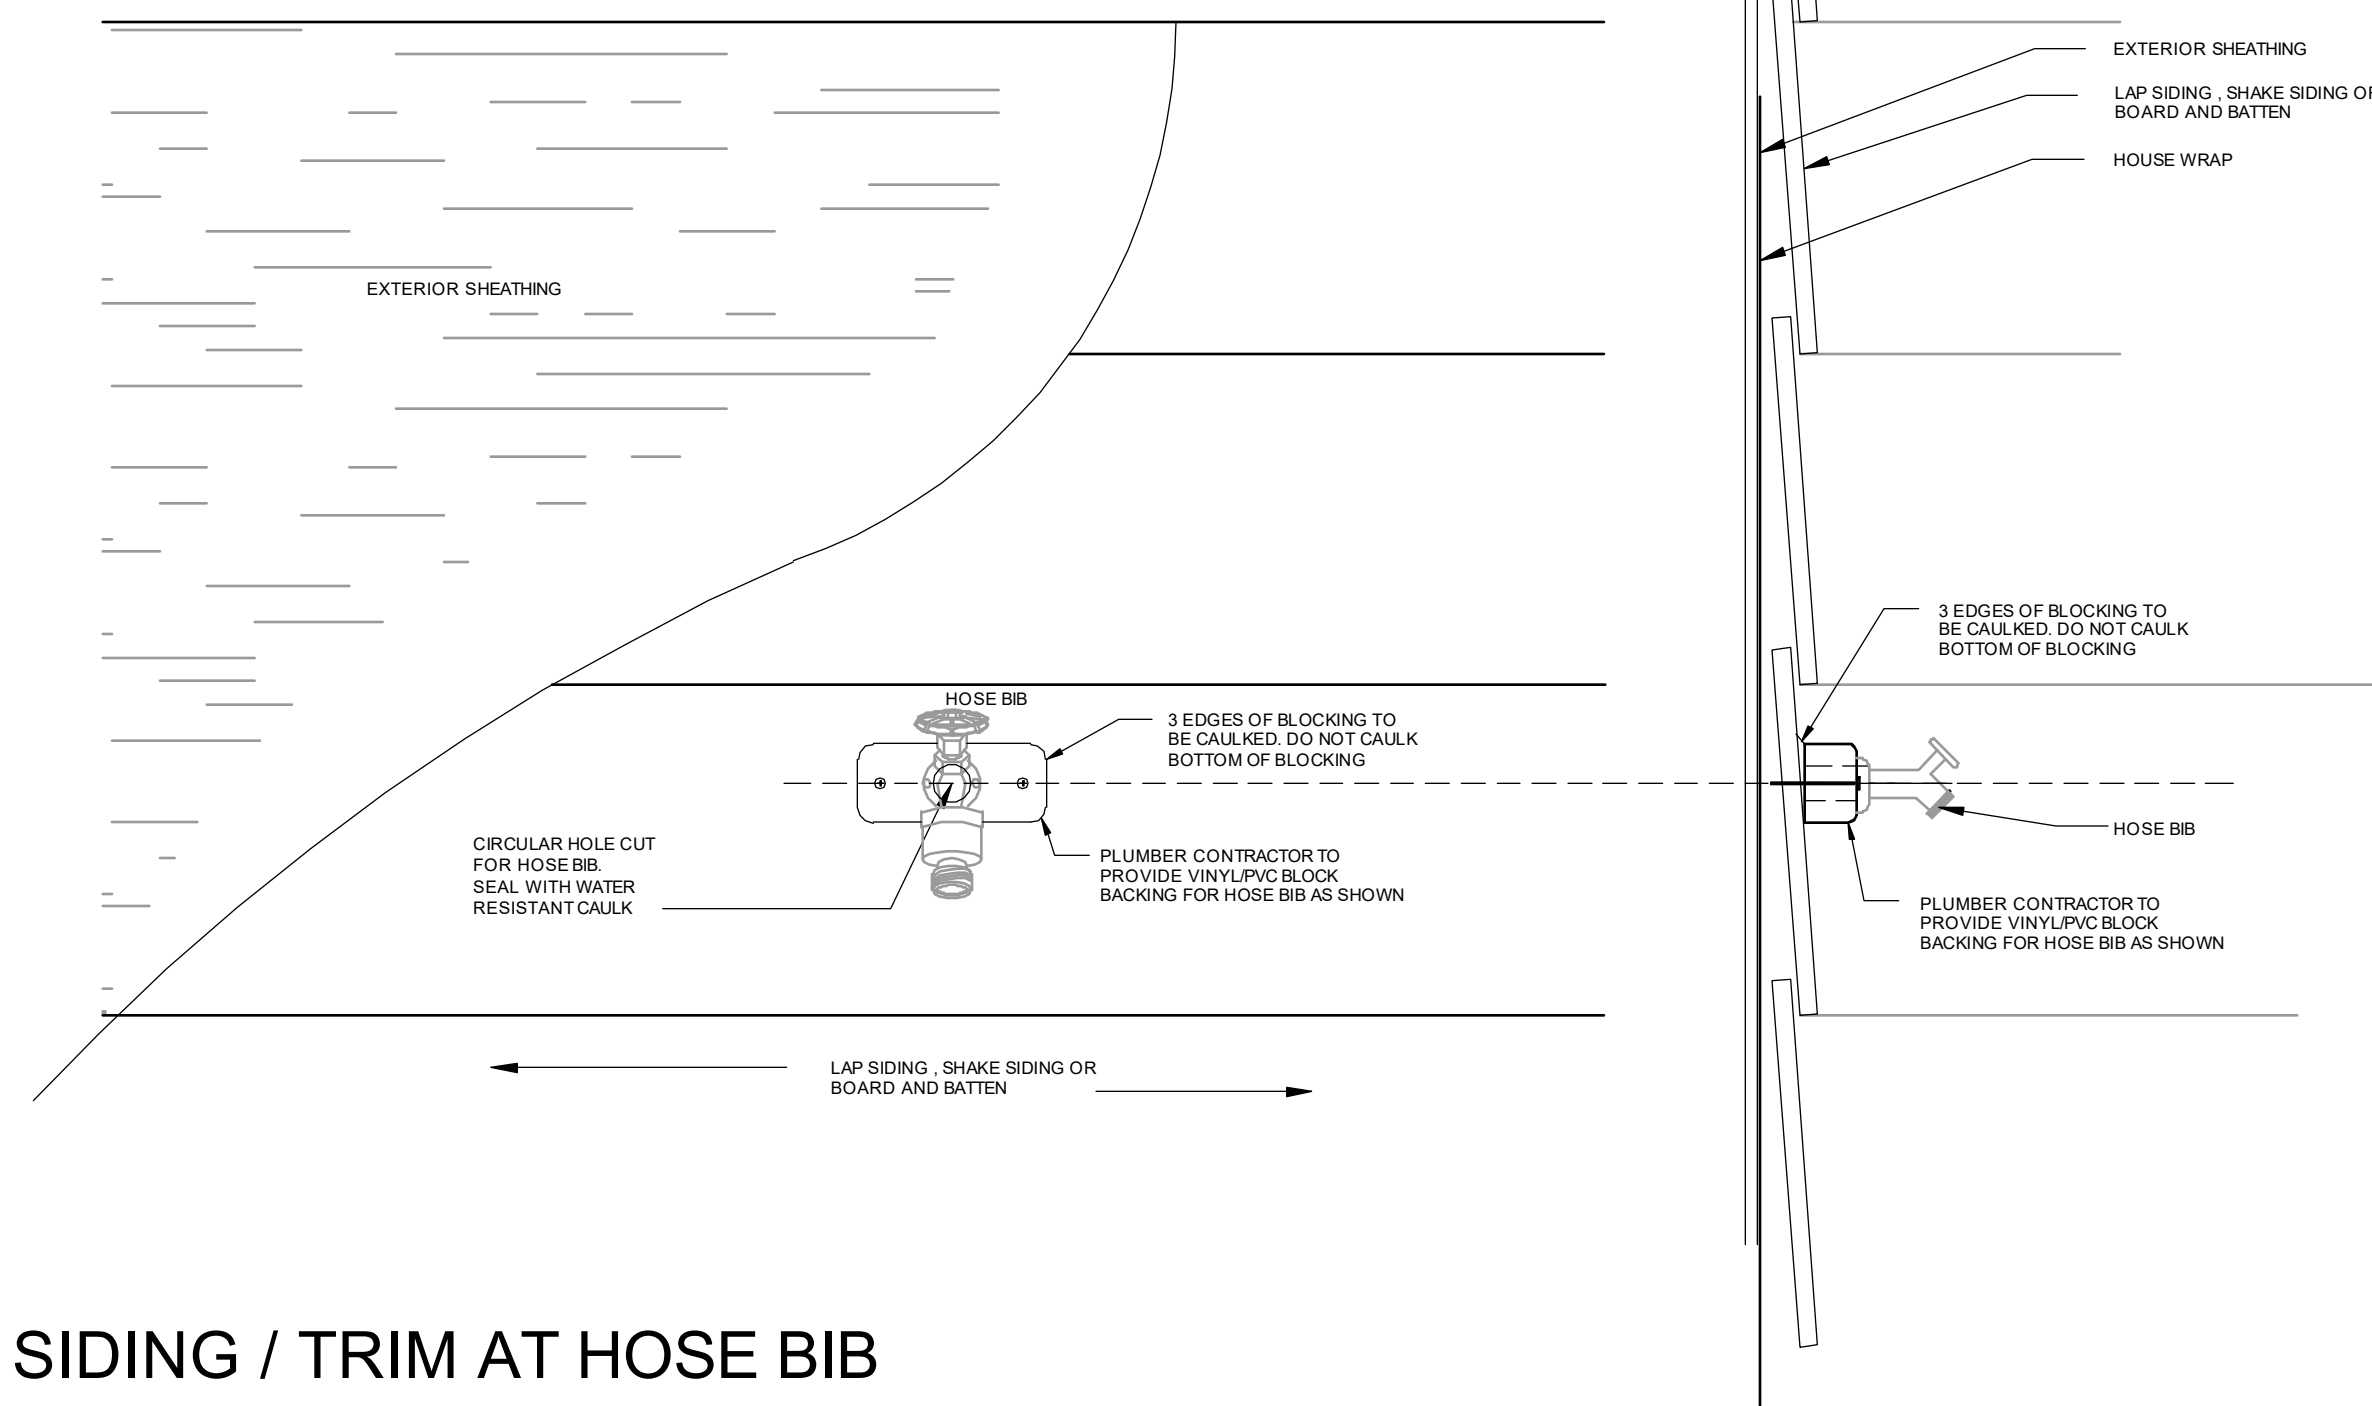 EXTERIOR SHEATHING
LAP SIDING , SHAKE SIDING OR
BOARD AND BATTEN
HOUSE WRAP
EXTERIOR SHEATHING
3 EDGES OF BLOCKING TO
BE CAULKED. DO NOT CAULK
BOTTOM OF BLOCKING
HOSE BIB
3 EDGES OF BLOCKING TO
BE CAULKED. DO NOT CAULK
BOTTOM OF BLOCKING
CIRCULAR HOLE CUT
FOR HOSE BIB.
SEAL WITH WATER
RESISTANT CAULK
PLUMBER CONTRACTOR TO
PROVIDE VINYL/PVC BLOCK
BACKING FOR HOSE BIB AS SHOWN
HOSE BIB
PLUMBER CONTRACTOR TO
PROVIDE VINYL/PVC BLOCK
BACKING FOR HOSE BIB AS SHOWN
LAP SIDING , SHAKE SIDING OR
BOARD AND BATTEN
SIDING / TRIM AT HOSE BIB